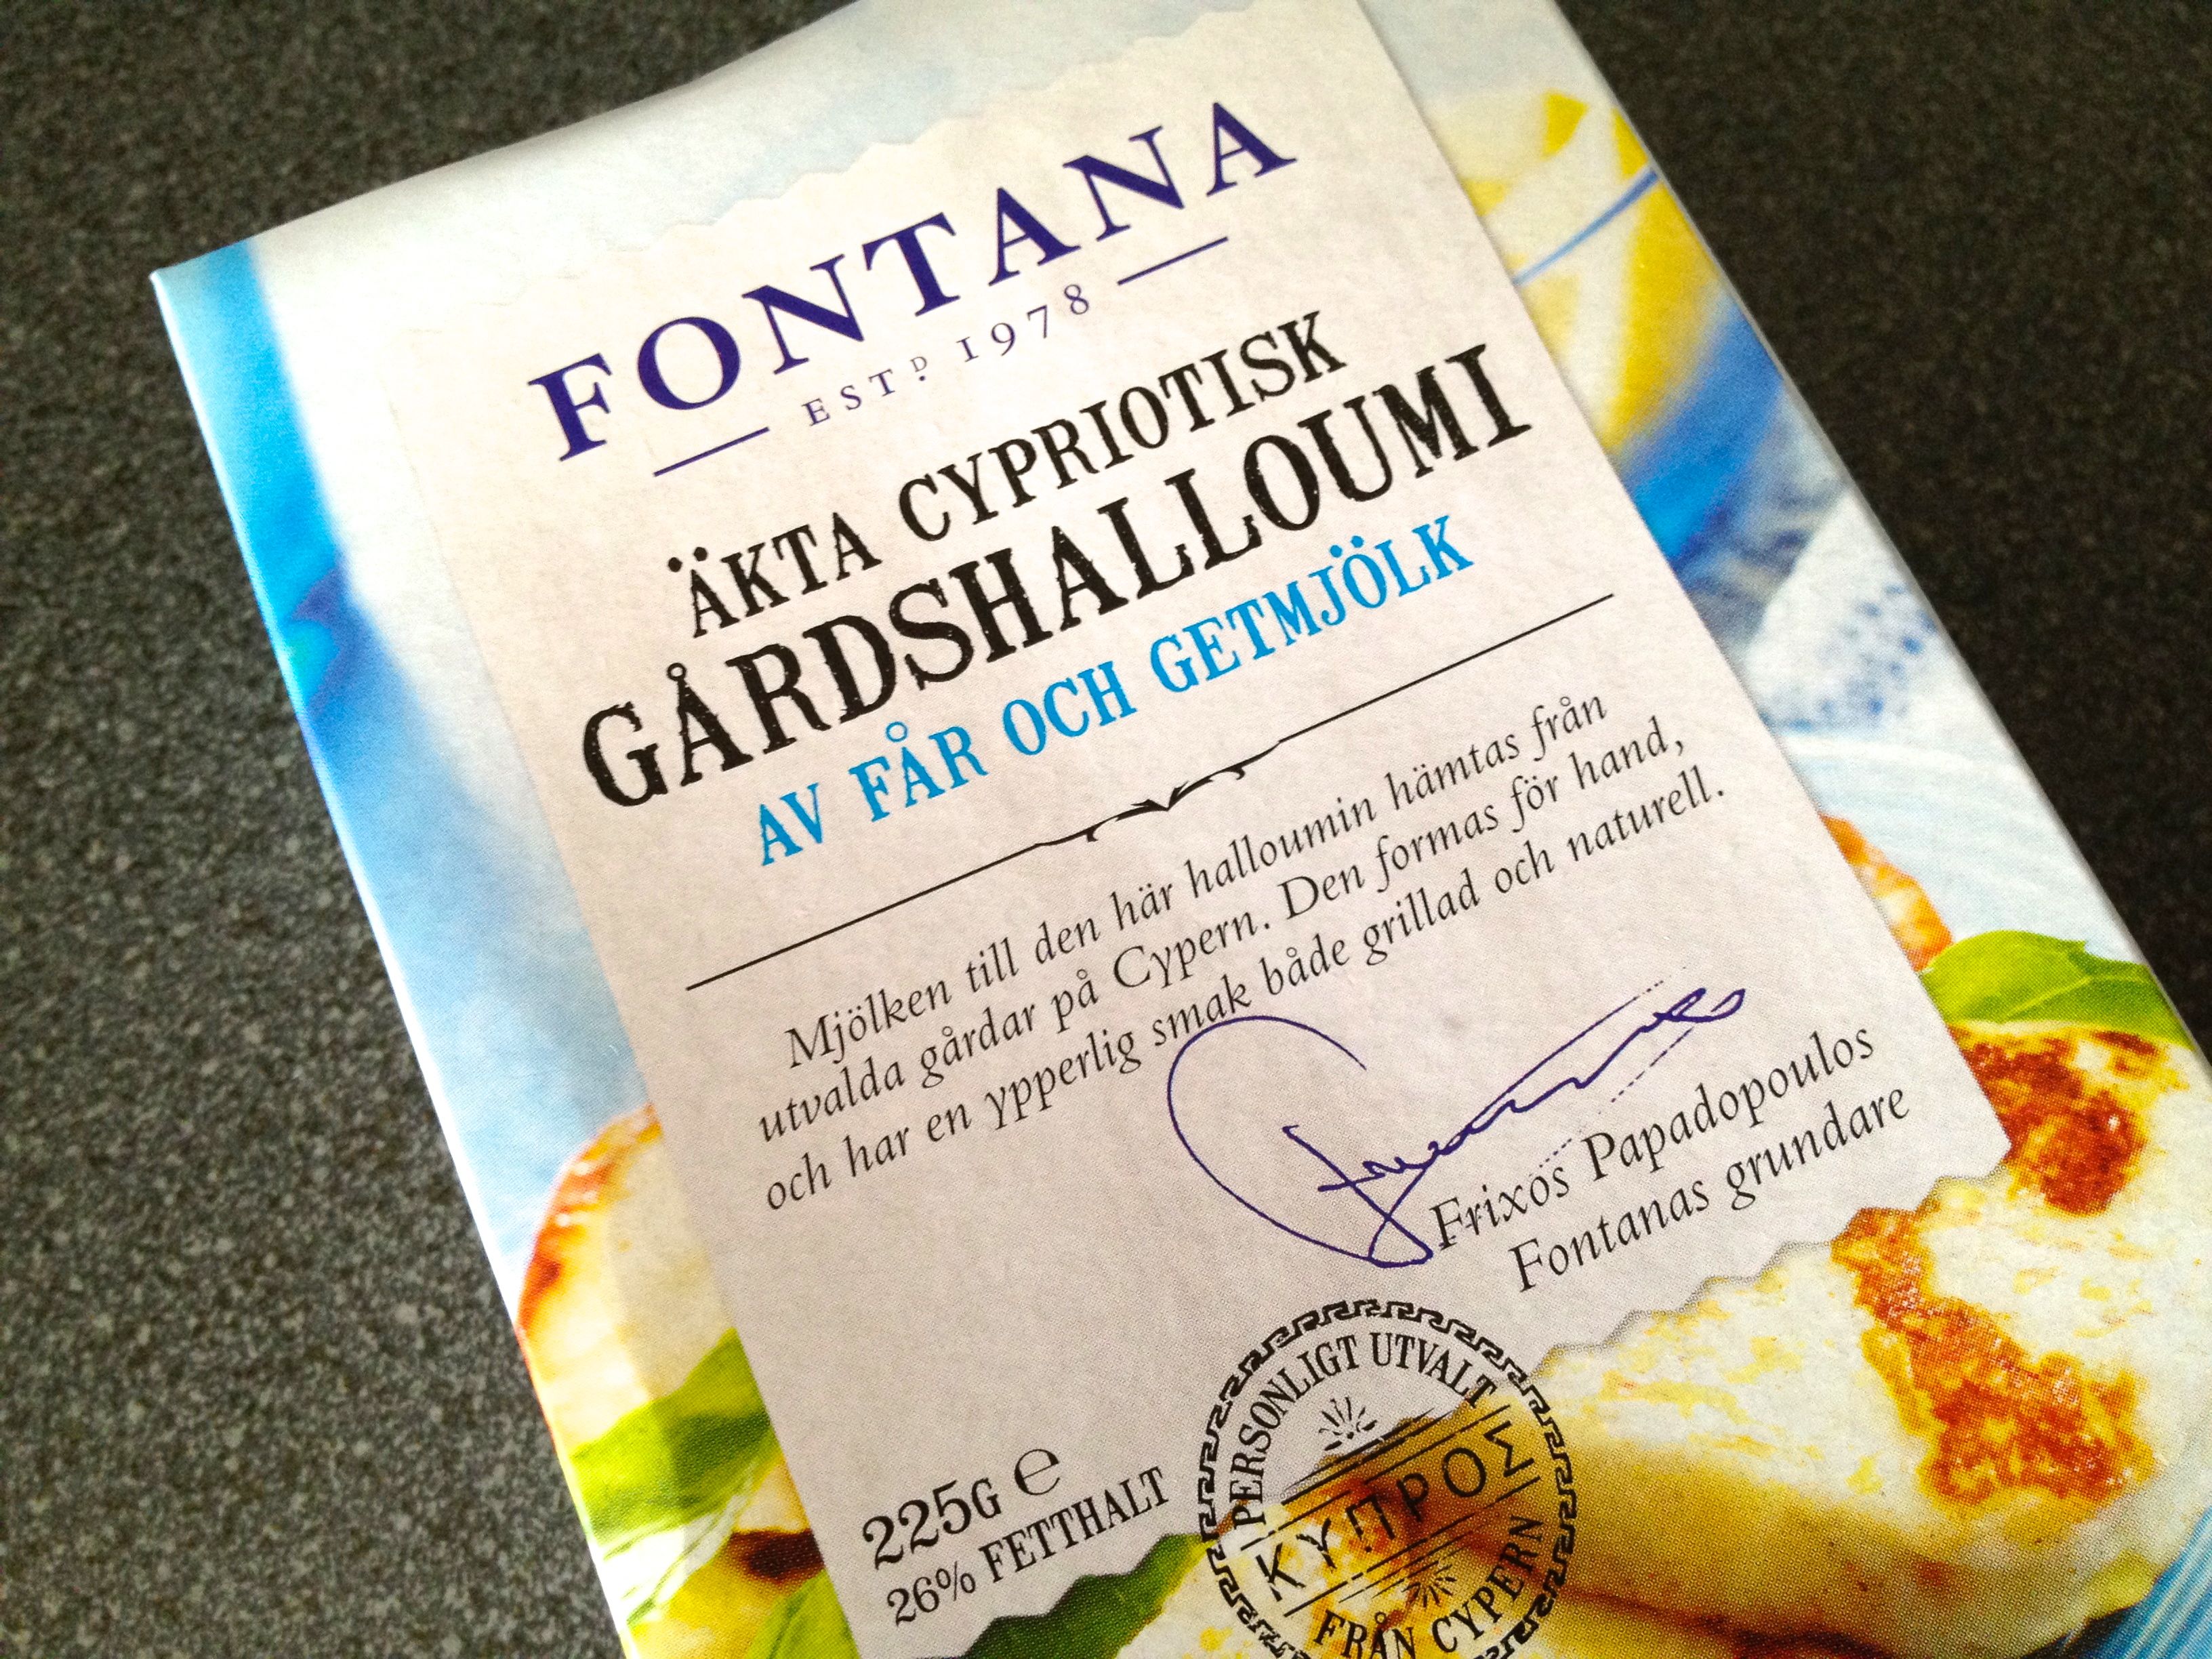 FONTANA
ESTD 1978
ÄKTA CYPRIOTISK
GÅRDSHALLOUMI
AV FÅR OCH GETMJÖLK
Mjölken till den här halloumin hämtas från
utvalda gårdar på Cypern. Den formas för hand,
och har en ypperlig smak både grillad och naturell.
Frixos Papadopoulos
Fontanas grundare
225G ℮
26% FETTHALT
PERSONLIGT UTVALT
ΚΥΠΡΟΣ
FRÅN CYPERN